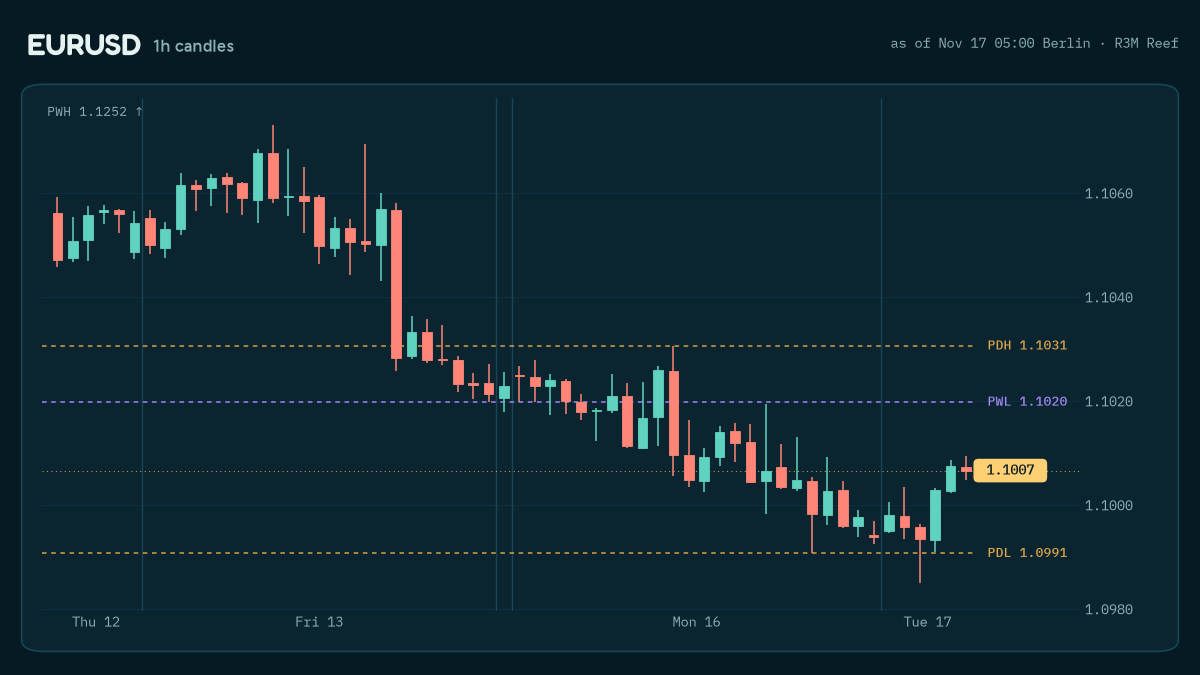 EURUSD 1h candles
as of Nov 17 05:00 Berlin · R3M Reef
PWH 1.1252 ↑
1.1060
1.1040
PDH 1.1031
PWL 1.1020
1.1020
1.1007
1.1000
PDL 1.0991
1.0980
Thu 12
Fri 13
Mon 16
Tue 17